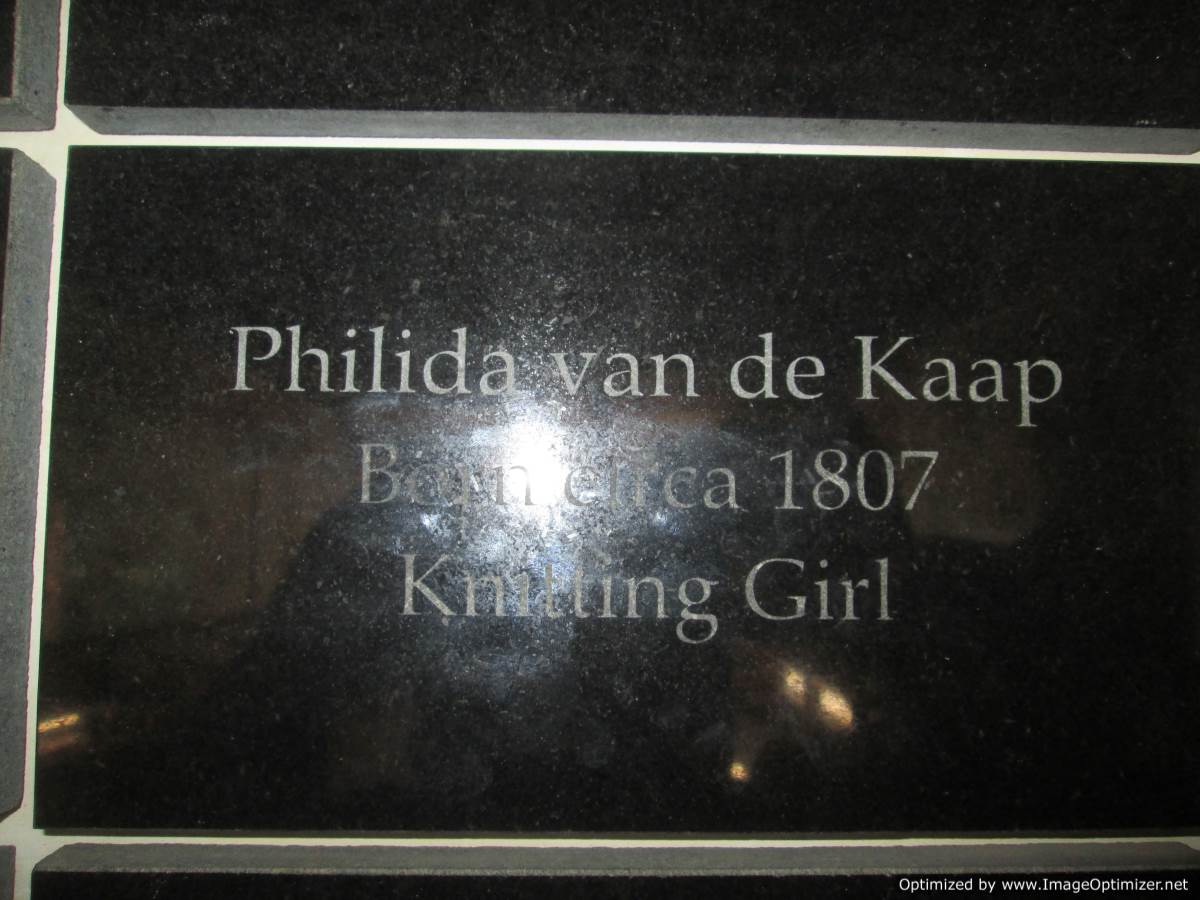 Philida van de Kaap
Born circa 1807
Knitting Girl
Optimized by www.ImageOptimizer.net